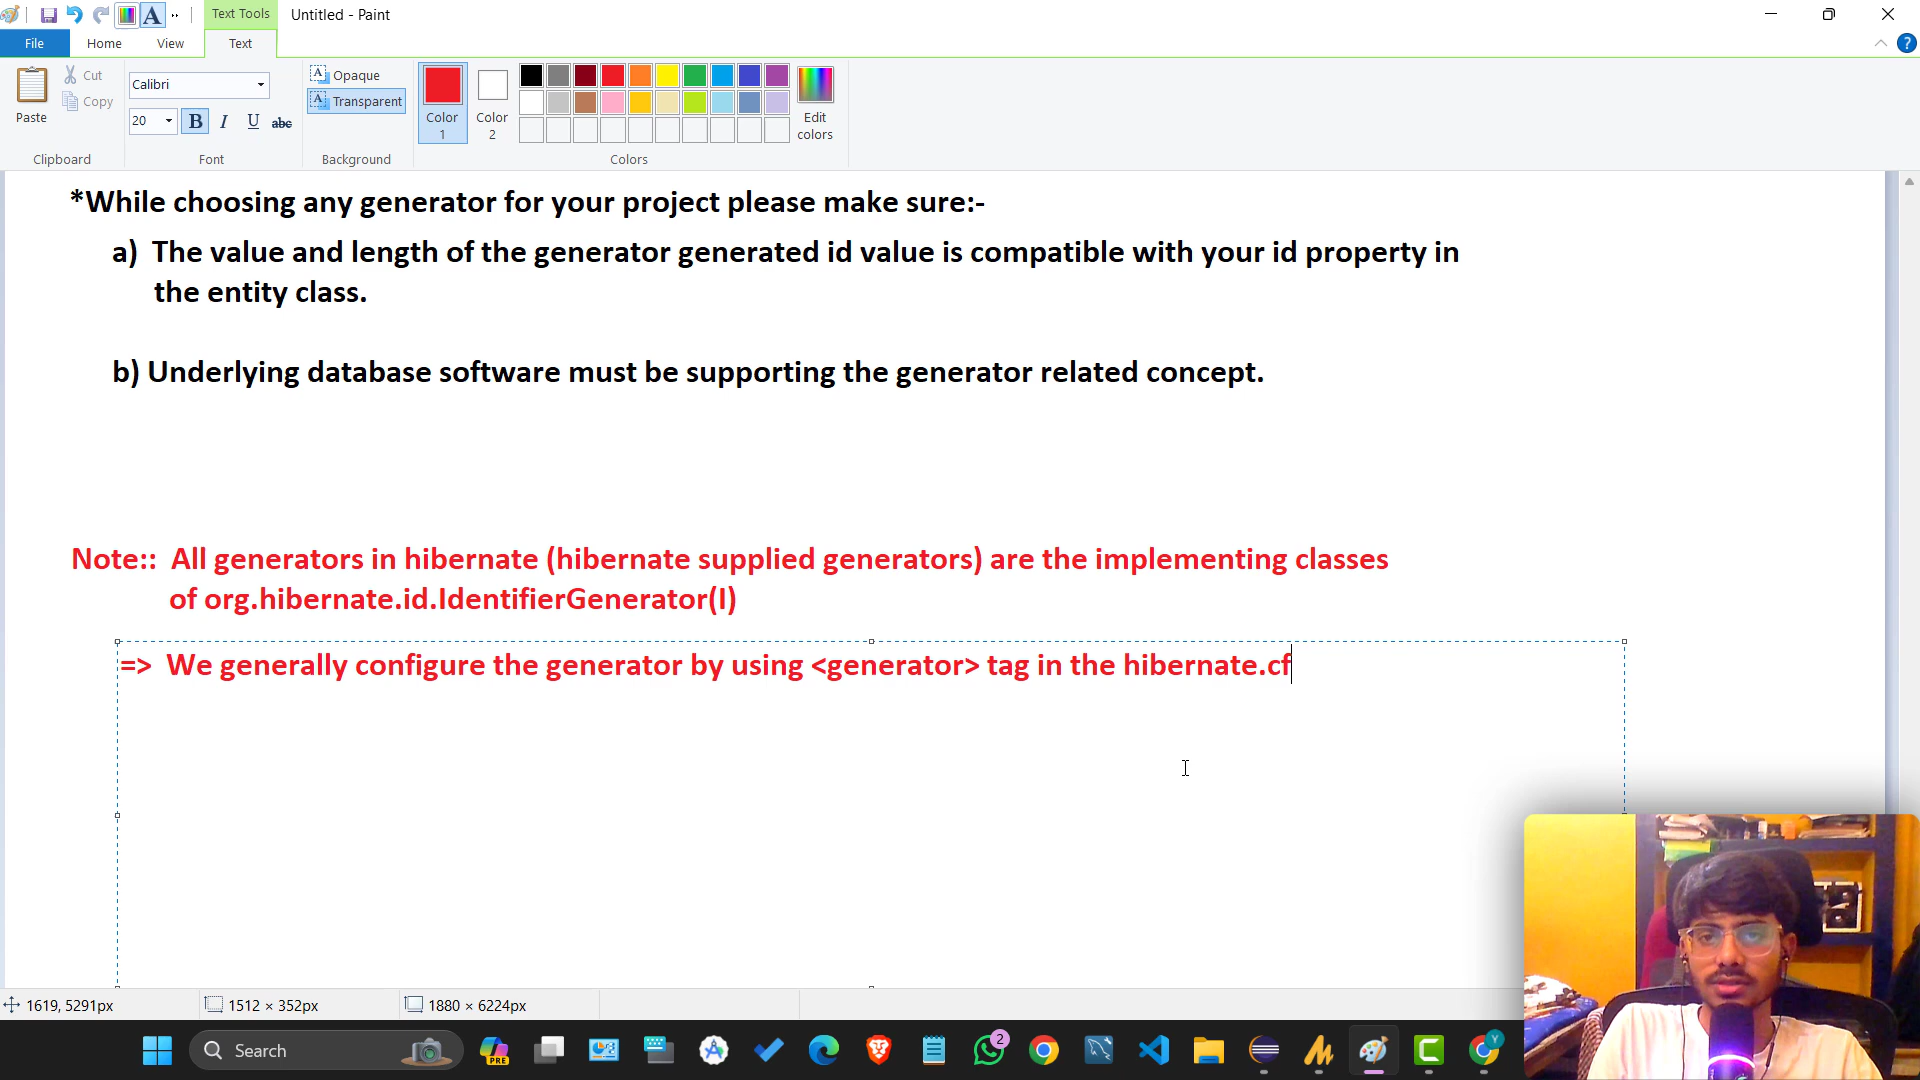 Text Tools
Untitled - Paint
File
Home
View
Text
?
Paste
Cut
Copy
Clipboard
Calibri
20
B
I
U
abc
Font
Opaque
Transparent
Background
Color 1
Color 2
Edit colors
Colors
*While choosing any generator for your project please make sure:-
a) The value and length of the generator generated id value is compatible with your id property in
the entity class.
b) Underlying database software must be supporting the generator related concept.
Note:: All generators in hibernate (hibernate supplied generators) are the implementing classes
of org.hibernate.id.IdentifierGenerator(I)
=> We generally configure the generator by using <generator> tag in the hibernate.cf
1619, 5291px
1512 × 352px
1880 × 6224px
Search
PRE
2
Y